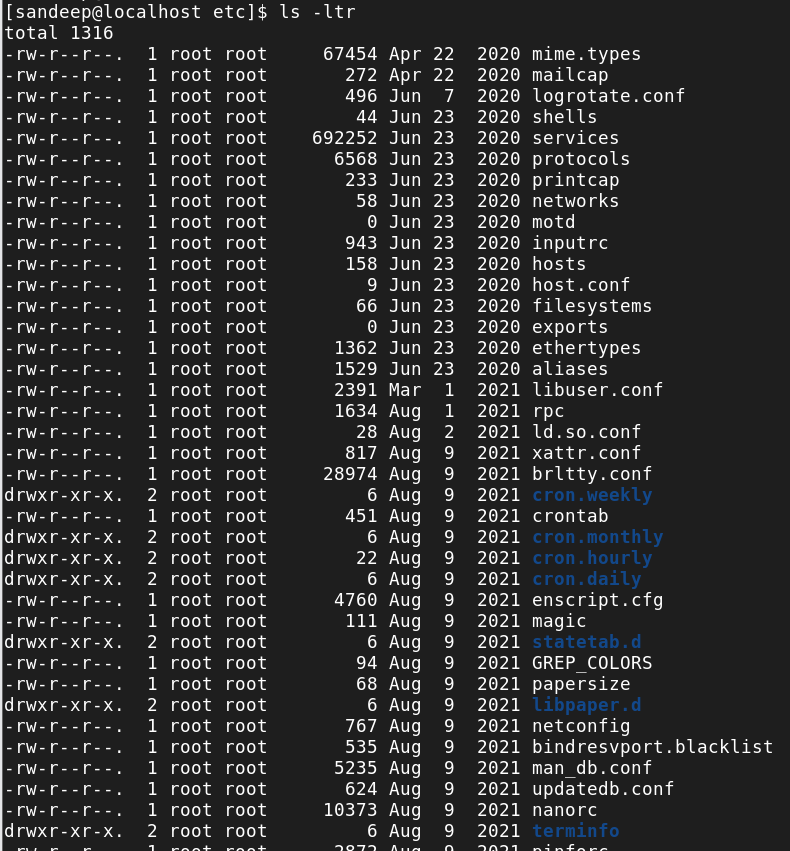 [sandeep@localhost etc]$ ls -ltr
total 1316
-rw-r--r--.  1 root root     67454 Apr 22  2020 mime.types
-rw-r--r--.  1 root root       272 Apr 22  2020 mailcap
-rw-r--r--.  1 root root       496 Jun  7  2020 logrotate.conf
-rw-r--r--.  1 root root        44 Jun 23  2020 shells
-rw-r--r--.  1 root root    692252 Jun 23  2020 services
-rw-r--r--.  1 root root      6568 Jun 23  2020 protocols
-rw-r--r--.  1 root root       233 Jun 23  2020 printcap
-rw-r--r--.  1 root root        58 Jun 23  2020 networks
-rw-r--r--.  1 root root         0 Jun 23  2020 motd
-rw-r--r--.  1 root root       943 Jun 23  2020 inputrc
-rw-r--r--.  1 root root       158 Jun 23  2020 hosts
-rw-r--r--.  1 root root         9 Jun 23  2020 host.conf
-rw-r--r--.  1 root root        66 Jun 23  2020 filesystems
-rw-r--r--.  1 root root         0 Jun 23  2020 exports
-rw-r--r--.  1 root root      1362 Jun 23  2020 ethertypes
-rw-r--r--.  1 root root      1529 Jun 23  2020 aliases
-rw-r--r--.  1 root root      2391 Mar  1  2021 libuser.conf
-rw-r--r--.  1 root root      1634 Aug  1  2021 rpc
-rw-r--r--.  1 root root        28 Aug  2  2021 ld.so.conf
-rw-r--r--.  1 root root       817 Aug  9  2021 xattr.conf
-rw-r--r--.  1 root root     28974 Aug  9  2021 brltty.conf
drwxr-xr-x.  2 root root         6 Aug  9  2021 cron.weekly
-rw-r--r--.  1 root root       451 Aug  9  2021 crontab
drwxr-xr-x.  2 root root         6 Aug  9  2021 cron.monthly
drwxr-xr-x.  2 root root        22 Aug  9  2021 cron.hourly
drwxr-xr-x.  2 root root         6 Aug  9  2021 cron.daily
-rw-r--r--.  1 root root      4760 Aug  9  2021 enscript.cfg
-rw-r--r--.  1 root root       111 Aug  9  2021 magic
drwxr-xr-x.  2 root root         6 Aug  9  2021 statetab.d
-rw-r--r--.  1 root root        94 Aug  9  2021 GREP_COLORS
-rw-r--r--.  1 root root        68 Aug  9  2021 papersize
drwxr-xr-x.  2 root root         6 Aug  9  2021 libpaper.d
-rw-r--r--.  1 root root       767 Aug  9  2021 netconfig
-rw-r--r--.  1 root root       535 Aug  9  2021 bindresvport.blacklist
-rw-r--r--.  1 root root      5235 Aug  9  2021 man_db.conf
-rw-r--r--.  1 root root       624 Aug  9  2021 updatedb.conf
-rw-r--r--.  1 root root     10373 Aug  9  2021 nanorc
drwxr-xr-x.  2 root root         6 Aug  9  2021 terminfo